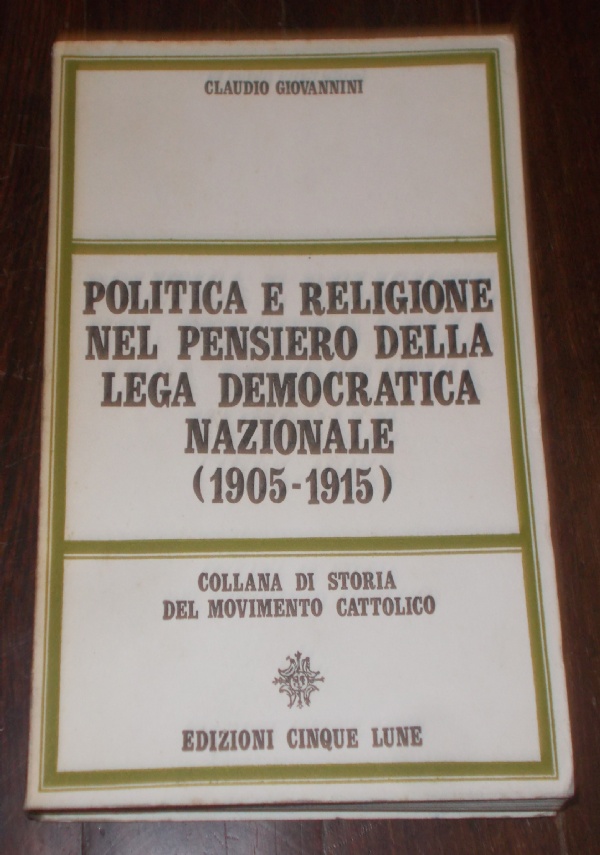 CLAUDIO GIOVANNINI
POLITICA E RELIGIONE
NEL PENSIERO DELLA
LEGA DEMOCRATICA
NAZIONALE
(1905-1915)
COLLANA DI STORIA
DEL MOVIMENTO CATTOLICO
EDIZIONI CINQUE LUNE